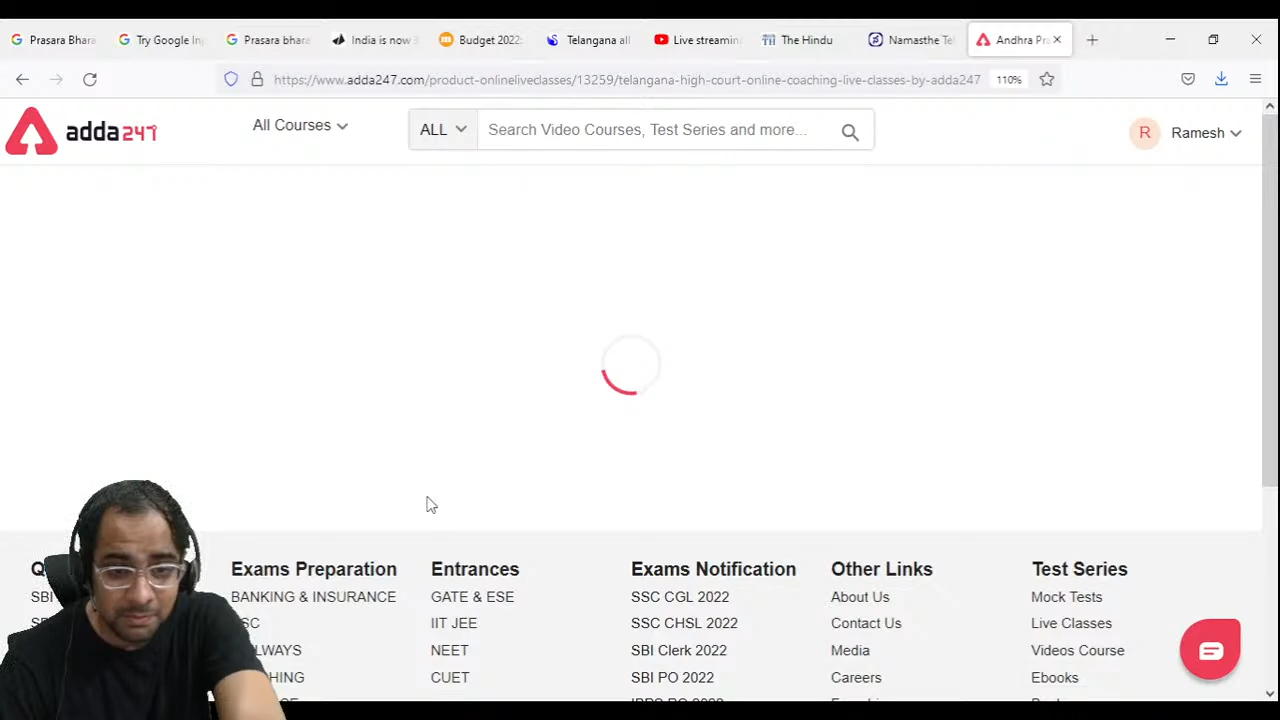 Prasara Bhara
Try Google Inp
Prasara bhara
India is now
Budget 2022:
Telangana all
Live streamin
The Hindu
Namasthe Tel
Andhra Pra
https://www.adda247.com/product-onlineliveclasses/13259/telangana-high-court-online-coaching-live-classes-by-adda247
110%
adda247
All Courses
ALL
Search Video Courses, Test Series and more...
R
Ramesh
Exams Preparation
Entrances
Exams Notification
Other Links
Test Series
SBI
BANKING & INSURANCE
GATE & ESE
SSC CGL 2022
About Us
Mock Tests
IIT JEE
SSC CHSL 2022
Contact Us
Live Classes
NEET
SBI Clerk 2022
Media
Videos Course
CUET
SBI PO 2022
Careers
Ebooks